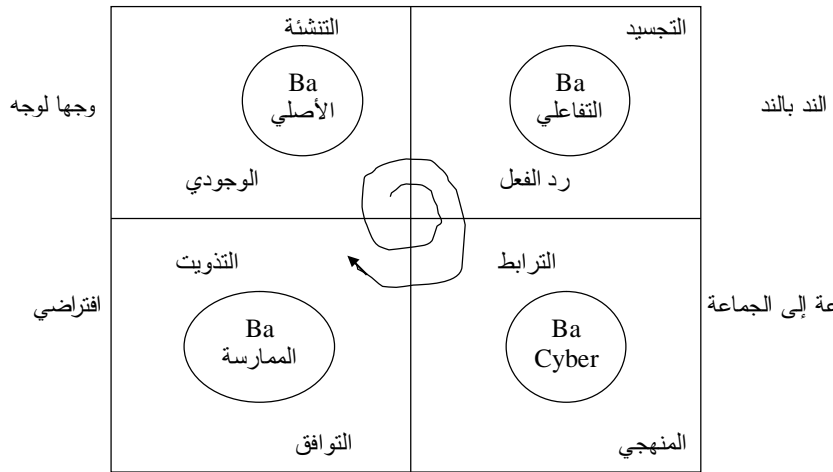 التجسيد
التنشئة
Ba
التفاعلي
Ba
الأصلي
الند بالند
وجها لوجه
رد الفعل
الوجودي
الترابط
التذويت
إلى الجماعة
افتراضي
Ba
Cyber
Ba
الممارسة
المنهجي
التوافق